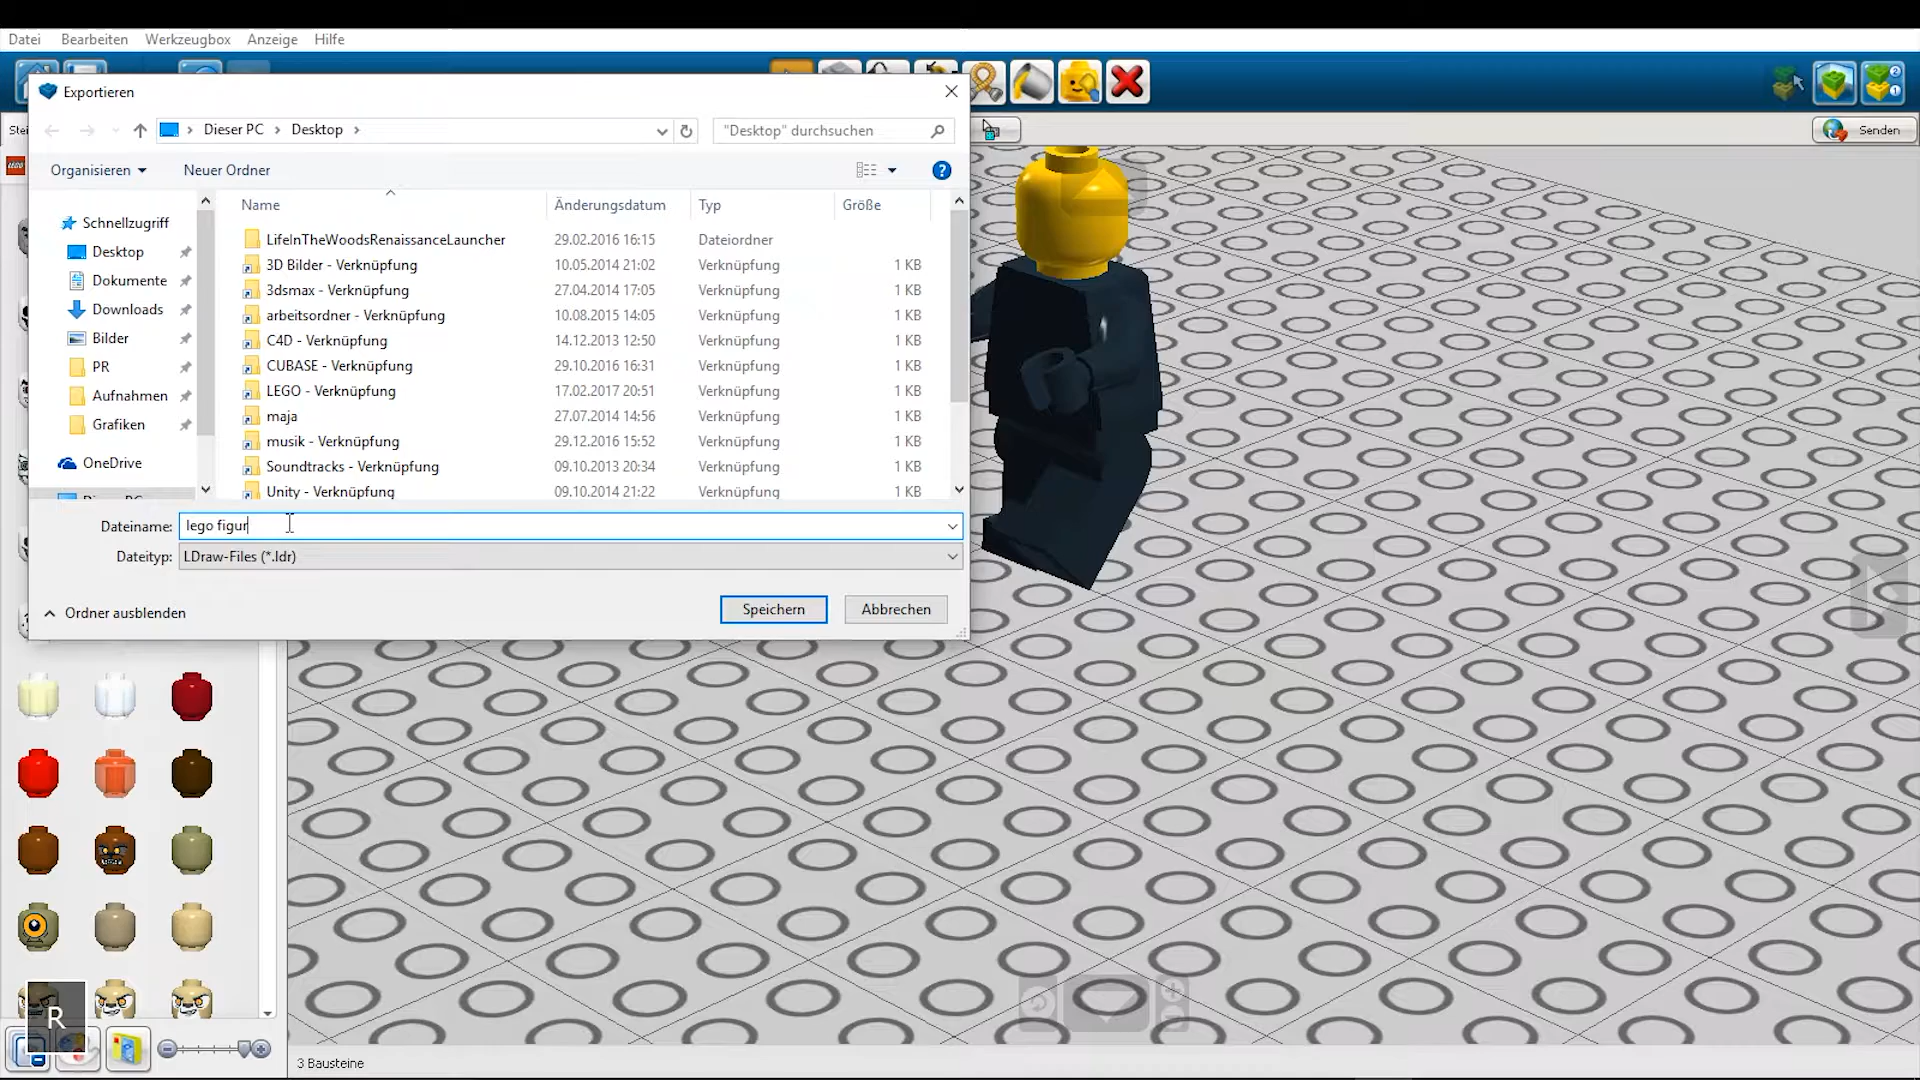 Datei Bearbeiten Werkzeugbox Anzeige Hilfe
Exportieren
Dieser PC Desktop
"Desktop" durchsuchen
Senden
Organisieren Neuer Ordner
Name Änderungsdatum Typ Größe
Schnellzugriff
Desktop
Dokumente
Downloads
Bilder
PR
Aufnahmen
Grafiken
OneDrive
LifeInTheWoodsRenaissanceLauncher 29.02.2016 16:15 Dateiordner
3D Bilder - Verknüpfung 10.05.2014 21:02 Verknüpfung 1 KB
3dsmax - Verknüpfung 27.04.2014 17:05 Verknüpfung 1 KB
arbeitsordner - Verknüpfung 10.08.2015 14:05 Verknüpfung 1 KB
C4D - Verknüpfung 14.12.2013 12:50 Verknüpfung 1 KB
CUBASE - Verknüpfung 29.10.2016 16:31 Verknüpfung 1 KB
LEGO - Verknüpfung 17.02.2017 20:51 Verknüpfung 1 KB
maja 27.07.2014 14:56 Verknüpfung 1 KB
musik - Verknüpfung 29.12.2016 15:52 Verknüpfung 1 KB
Soundtracks - Verknüpfung 09.10.2013 20:34 Verknüpfung 1 KB
Unity - Verknüpfung 09.10.2014 21:22 Verknüpfung 1 KB
Dateiname: lego figur
Dateityp: LDraw-Files (*.ldr)
Ordner ausblenden
Speichern Abbrechen
R
3 Bausteine